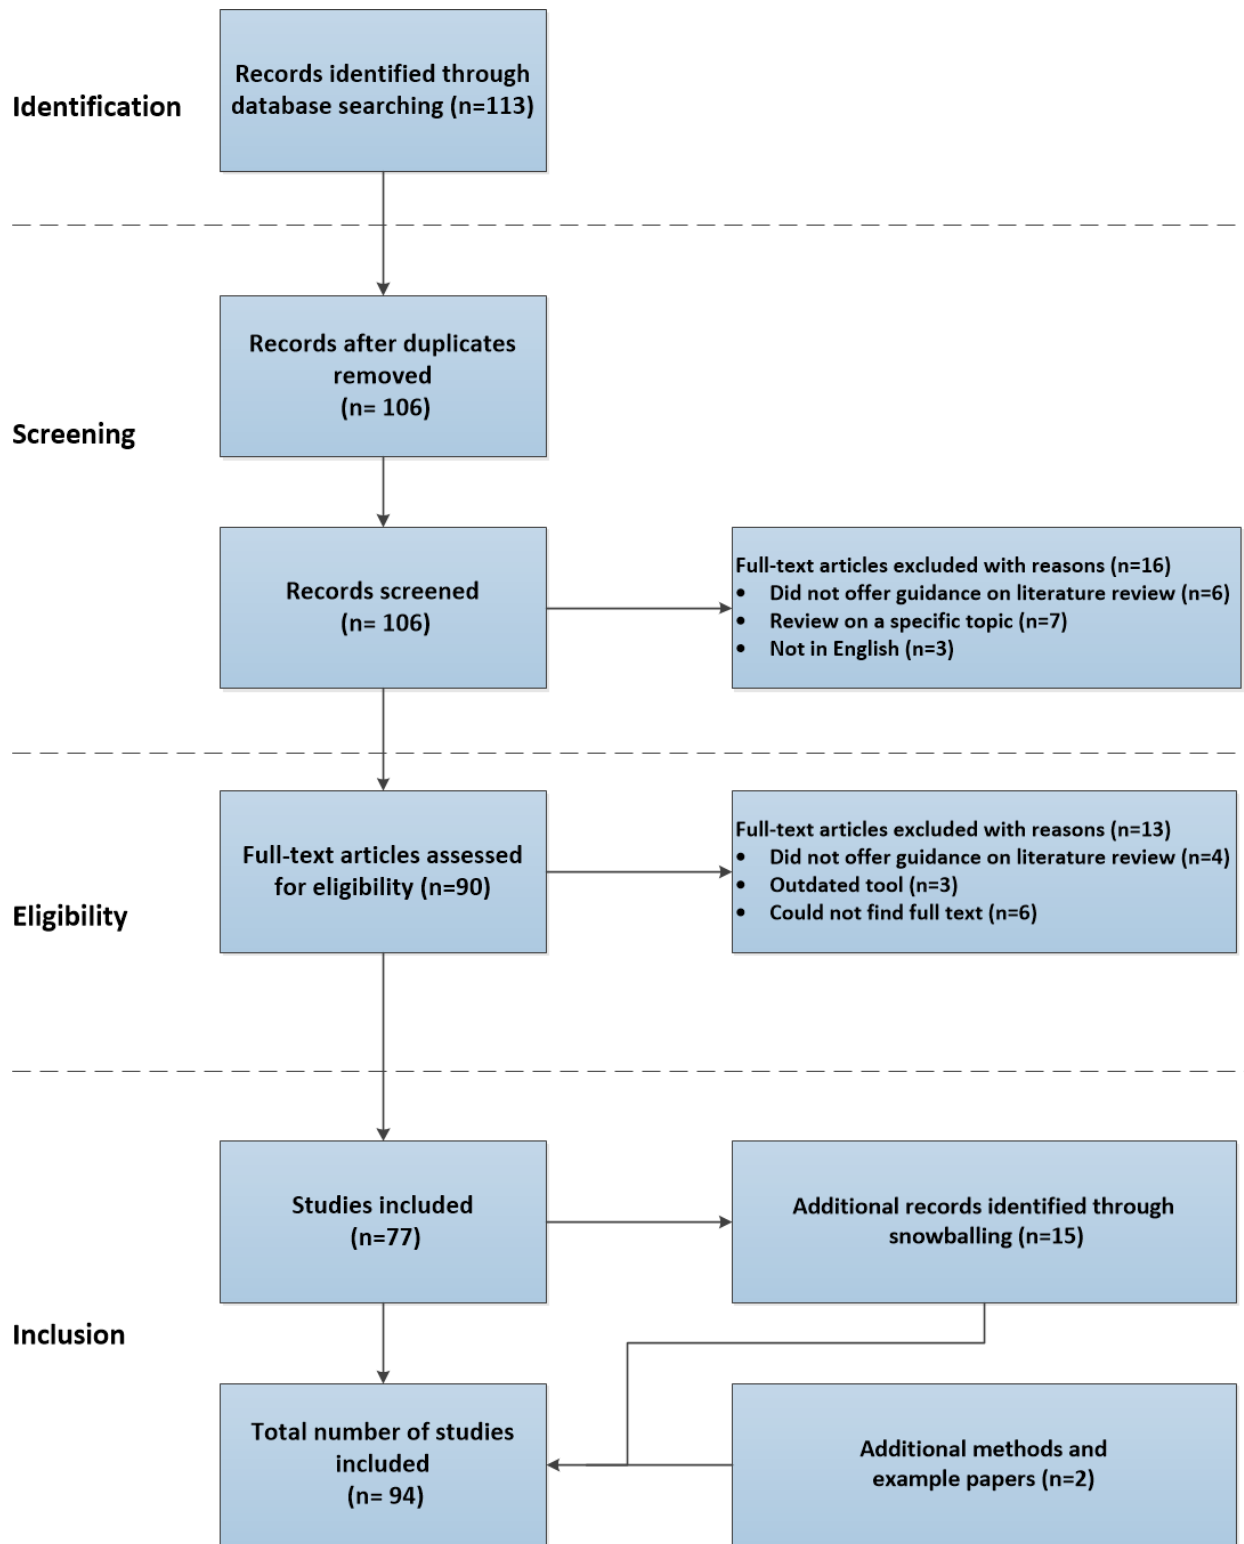 Identification
Records identified through
database searching (n=113)
Screening
Records after duplicates
removed
(n= 106)
Records screened
(n= 106)
Full-text articles excluded with reasons (n=16)
• Did not offer guidance on literature review (n=6)
• Review on a specific topic (n=7)
• Not in English (n=3)
Eligibility
Full-text articles assessed
for eligibility (n=90)
Full-text articles excluded with reasons (n=13)
• Did not offer guidance on literature review (n=4)
• Outdated tool (n=3)
• Could not find full text (n=6)
Inclusion
Studies included
(n=77)
Additional records identified through
snowballing (n=15)
Total number of studies
included
(n= 94)
Additional methods and
example papers (n=2)